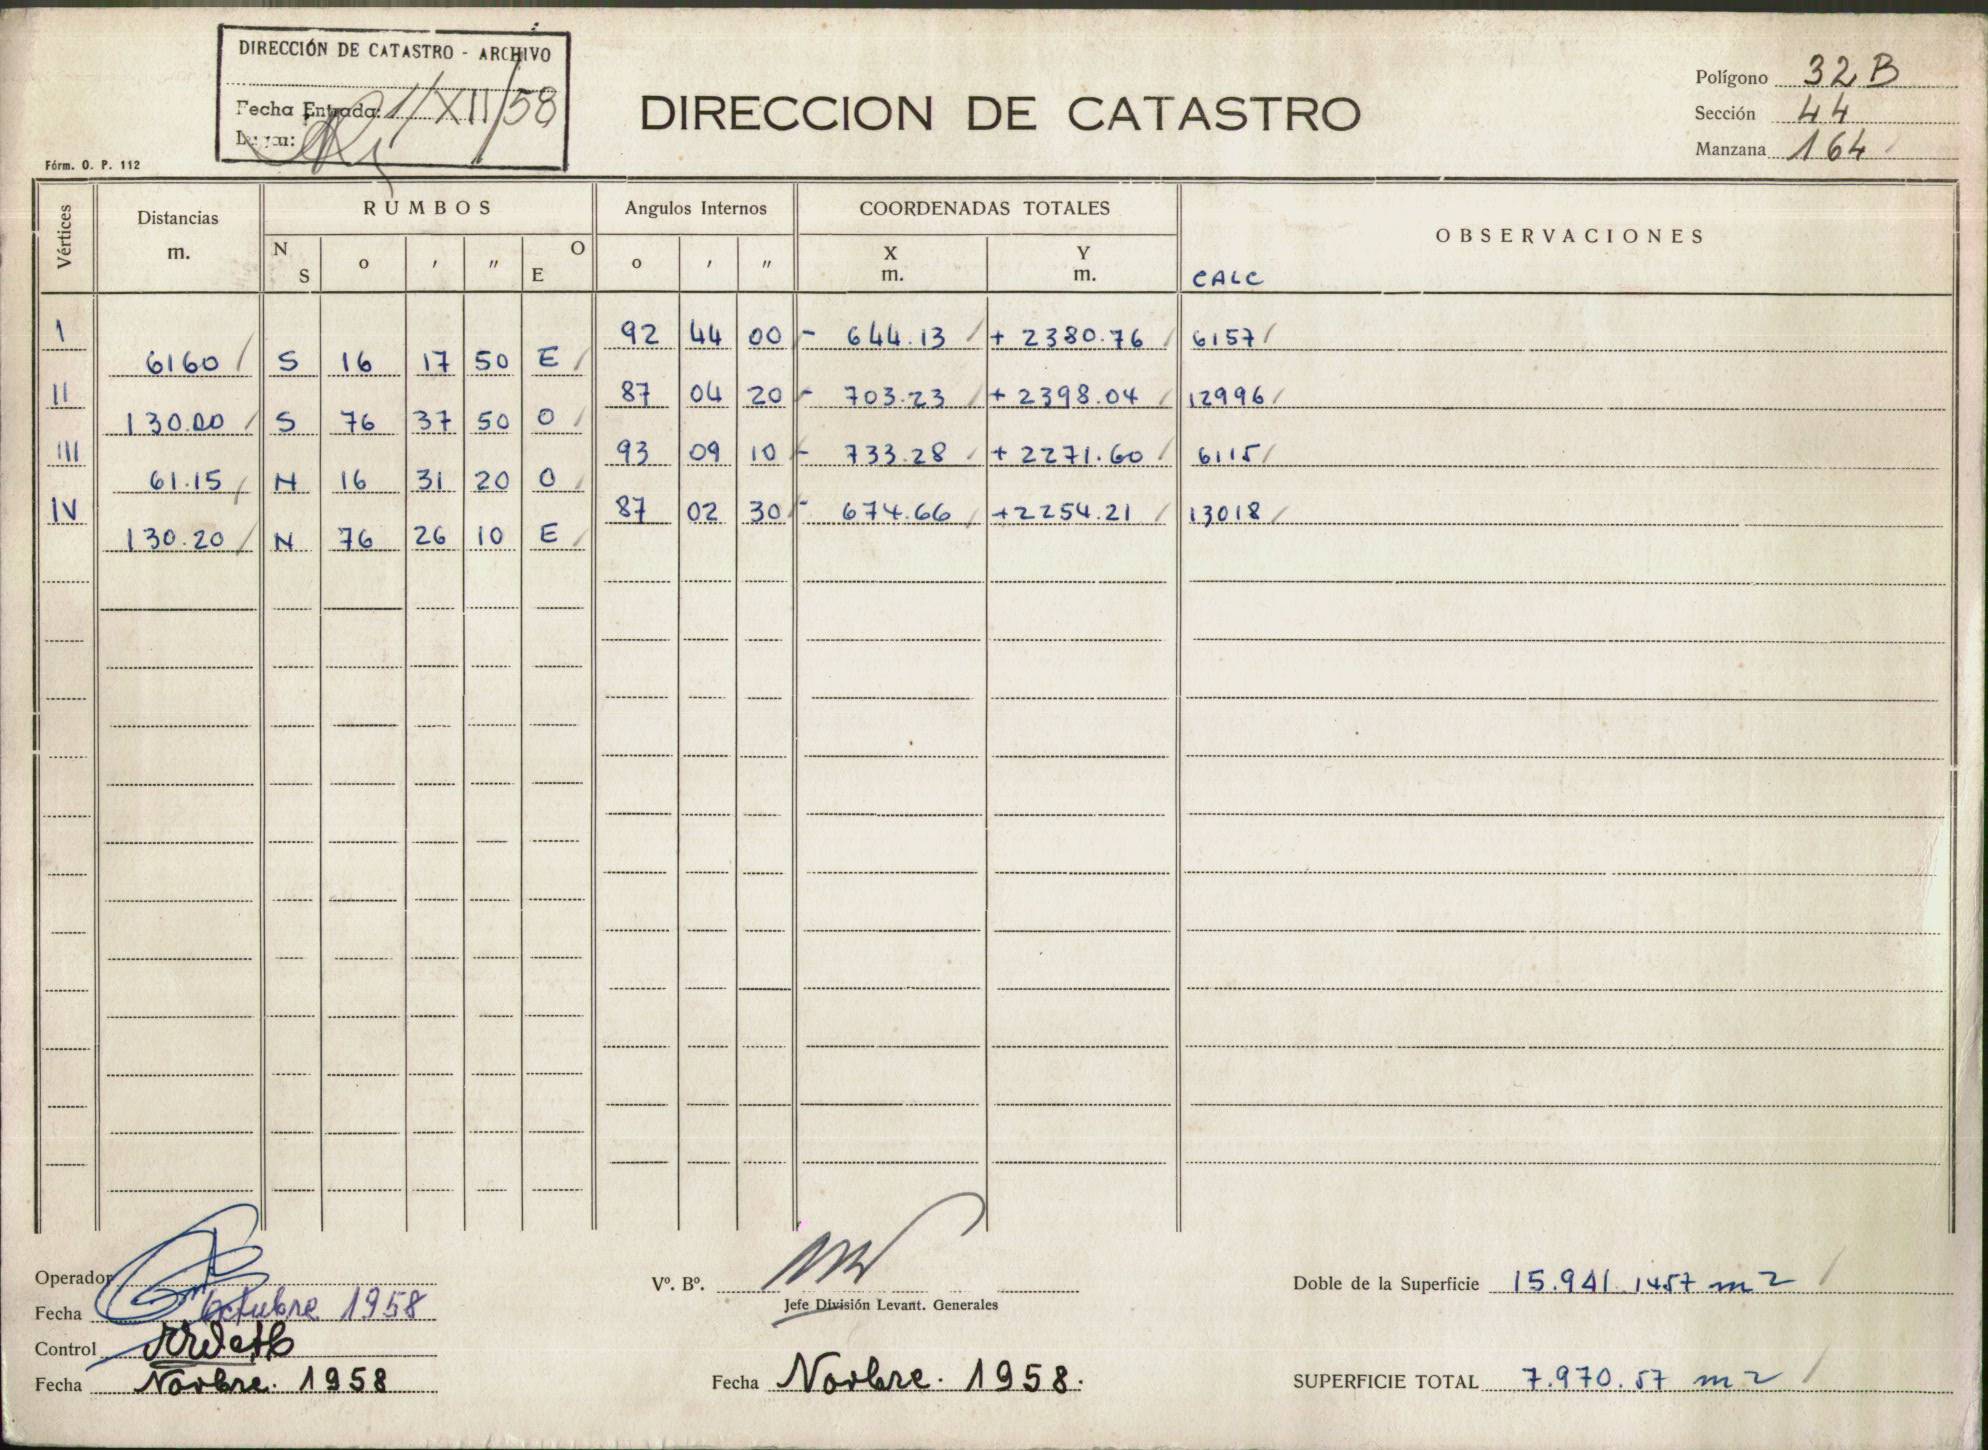 DIRECCIÓN DE CATASTRO - ARCHIVO
Fecha Entrada: 1/XII/58
DIRECCION DE CATASTRO
Polígono 32B
Sección 44
Manzana 164
Fórm. O. P. 112
Vértices Distancias m. RUMBOS N S o ' " O E Angulos Internos o ' " COORDENADAS TOTALES X m. Y m. OBSERVACIONES
CALC
I 92 44 00 - 644.13 + 2380.76 6157
6160 S 16 17 50 E
II 87 04 20 - 703.23 + 2398.04 12996
130.00 S 76 37 50 O
III 93 09 10 - 733.28 + 2271.60 6115
61.15 N 16 31 20 O
IV 87 02 30 - 674.66 + 2254.21 13018
130.20 N 76 26 10 E
Operador
Fecha Octubre 1958
Control
Fecha Novbre. 1958
Vº. Bº.
Jefe División Levant. Generales
Fecha Novbre. 1958.
Doble de la Superficie 15.941.1457 m2
SUPERFICIE TOTAL 7.970.57 m2